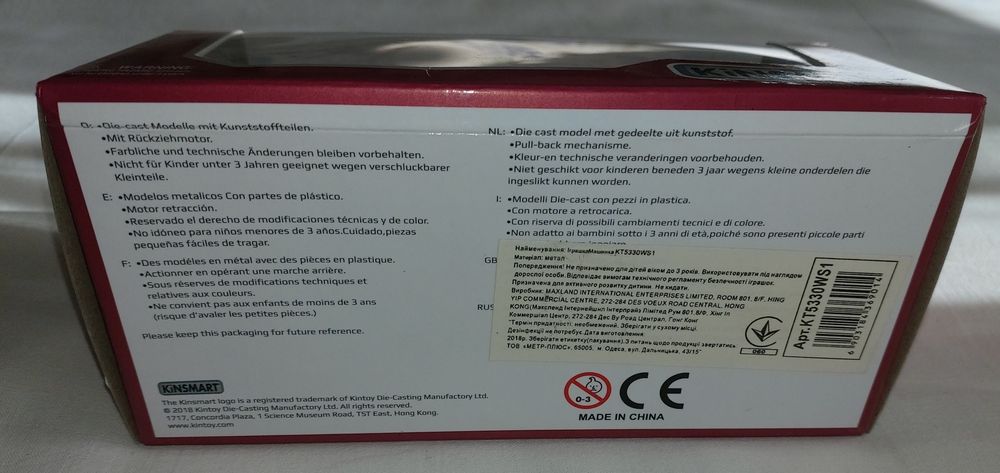 WARNING
KiNSMART
D: •Die-cast Modelle mit Kunststoffteilen.
•Mit Rückziehmotor.
•Farbliche und technische Änderungen bleiben vorbehalten.
•Nicht für Kinder unter 3 Jahren geeignet wegen verschluckbarer
Kleinteile.
E: •Modelos metalicos Con partes de plástico.
•Motor retracción.
•Reservado el derecho de modificaciones técnicas y de color.
•No idóneo para niños menores de 3 años.Cuidado,piezas
pequeñas fáciles de tragar.
F: •Des modèles en métal avec des pièces en plastique.
•Actionner en opérant une marche arrière.
•Sous réserves de modifications techniques et
relatives aux couleurs.
•Ne convient pas aux enfants de moins de 3 ans
(risque d'avaler les petites pièces.)
Please keep this packaging for future reference.
NL: •Die cast model met gedeelte uit kunststof.
•Pull-back mechanisme.
•Kleur-en technische veranderingen voorbehouden.
•Niet geschikt voor kinderen beneden 3 jaar wegens kleine onderdelen die
ingeslikt kunnen worden.
I: •Modelli Die-cast con pezzi in plastica.
•Con motore a retrocarica.
•Con riserva di possibili cambiamenti tecnici e di colore.
•Non adatto ai bambini sotto i 3 anni di età,poiché sono presenti piccole parti
GB
RUS
Найменування: ІграшкаМашинка KT5330WS1
Матеріал: метал
Попередження: Не призначено для дітей віком до 3 років. Використовувати під наглядом
дорослої особи. Відповідає вимогам технічного регламенту безпечності іграшок.
Призначена для активного розвитку дитини. Не кидати.
Виробник: MAXLAND INTERNATIONAL ENTERPRISES LIMITED, ROOM 801, 8/F, HING
YIP COMMERCIAL CENTRE, 272-284 DES VOEUX ROAD CENTRAL, HONG
KONG(Макслендж Інтернейшнл Інтерпрайз Лімітед Рум 801,8/Ф, Хінг Іп
Коммершал Центр, 272-284 Дес Ву Роад Централ, Гонг Конг
"Термін придатності: необмежений. Зберігати у сухому місці.
Дезінфекції не потребує. Дата виготовлення:
2018р. Зберігати етикетку(пакування). З питань щодо продукції звертатись
ТОВ «МЕТР-ПЛЮС», 65005, м. Одеса, вул. Дальницька, 43/15"
060
Арт.KT5330WS1
6903184939014
KiNSMART
The Kinsmart logo is a registered trademark of Kintoy Die-Casting Manufactory Ltd.
© 2018 Kintoy Die-Casting Manufactory Ltd. All rights reserved.
1717, Concordia Plaza, 1 Science Museum Road, TST East, Hong Kong.
www.kintoy.com
0-3
CE
MADE IN CHINA